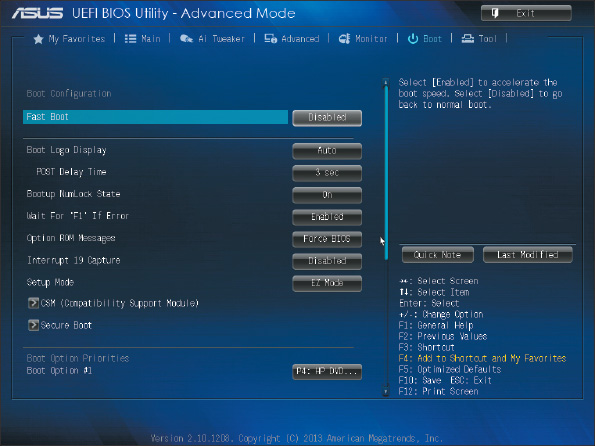 ASUS UEFI BIOS Utility - Advanced Mode
Exit
My Favorites Main Ai Tweaker Advanced Monitor Boot Tool
Boot Configuration
Fast Boot Disabled
Boot Logo Display Auto
POST Delay Time 3 sec
Bootup NumLock State On
Wait For 'F1' If Error Enabled
Option ROM Messages Force BIOS
Interrupt 19 Capture Disabled
Setup Mode EZ Mode
CSM (Compatibility Support Module)
Secure Boot
Boot Option Priorities
Boot Option #1 P4: HP DVD...
Select [Enabled] to accelerate the
boot speed. Select [Disabled] to go
back to normal boot.
Quick Note Last Modified
→←: Select Screen
↑↓: Select Item
Enter: Select
+/-: Change Option
F1: General Help
F2: Previous Values
F3: Shortcut
F4: Add to Shortcut and My Favorites
F5: Optimized Defaults
F10: Save ESC: Exit
F12: Print Screen
Version 2.10.1208. Copyright (C) 2013 American Megatrends, Inc.